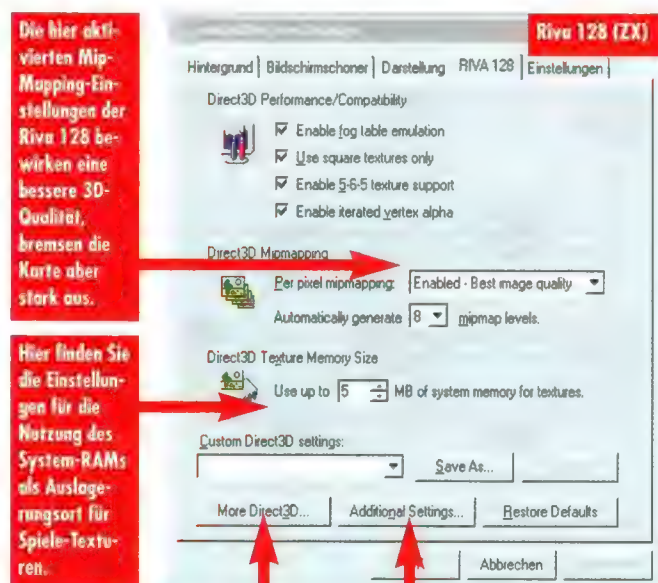 Die hier akti-
vierten Mip-
Mapping-Ein-
stellungen der
Riva 128 be-
wirken eine
bessere 3D-
Qualität,
bremsen die
Karte aber
stark aus.
Hier finden Sie
die Einstellun-
gen für die
Nutzung des
System-RAMs
als Auslage-
rungsort für
Spiele-Textu-
ren.
Riva 128 (ZX)
Hintergrund Bildschirmschoner Darstellung RIVA 128 Einstellungen
Direct3D Performance/Compatibility
Enable fog table emulation
Use square textures only
Enable 5-6-5 texture support
Enable iterated vertex alpha
Direct3D Mipmapping
Per pixel mipmapping: Enabled - Best image quality
Automatically generate 8 mipmap levels.
Direct3D Texture Memory Size
Use up to 5 MB of system memory for textures.
Custom Direct3D settings:
Save As...
More Direct3D... Additional Settings... Restore Defaults
Abbrechen